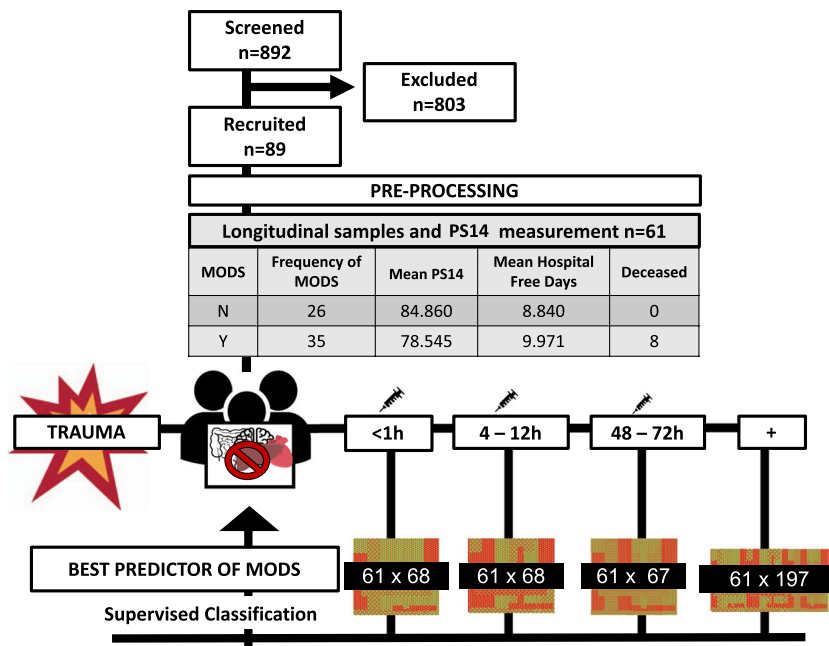 Screened
n=892
Excluded
n=803
Recruited
n=89
PRE-PROCESSING
Longitudinal samples and PS14 measurement n=61
MODS Frequency of MODS Mean PS14 Mean Hospital Free Days Deceased
N 26 84.860 8.840 0
Y 35 78.545 9.971 8
TRAUMA <1h 4 – 12h 48 – 72h +
BEST PREDICTOR OF MODS 61 x 68 61 x 68 61 x 67 61 x 197
Supervised Classification